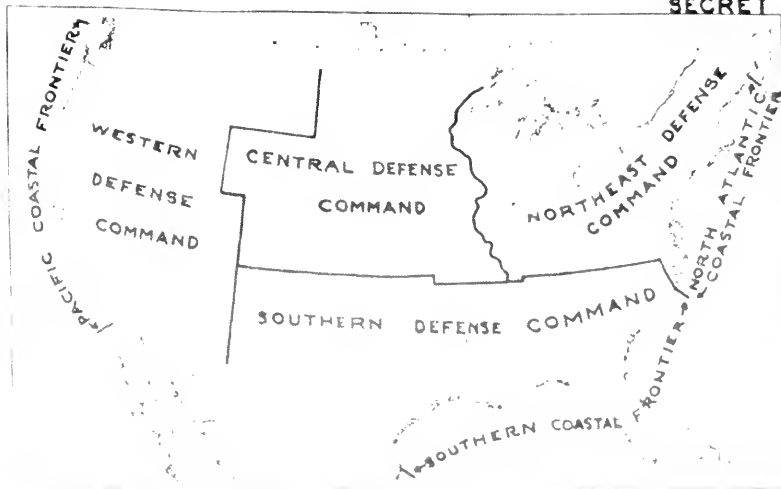 SECRET
PACIFIC COASTAL FRONTIER
WESTERN
DEFENSE
COMMAND
CENTRAL DEFENSE
COMMAND
NORTHEAST DEFENSE
COMMAND
NORTH ATLANTIC
COASTAL FRONTIER
SOUTHERN DEFENSE COMMAND
SOUTHERN COASTAL FRONTIER